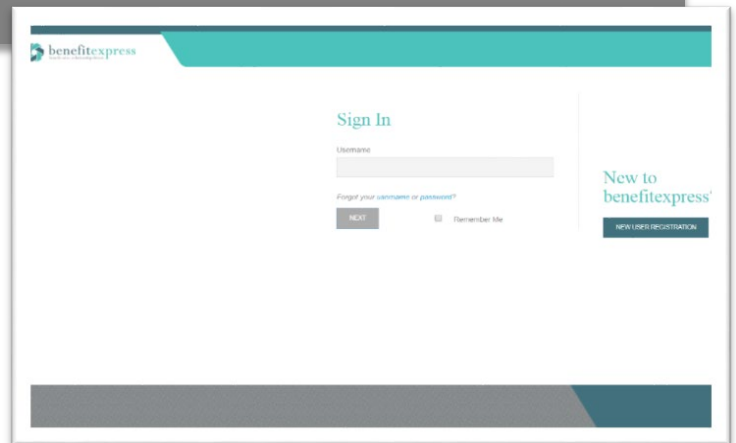 benefitexpress
Sign In
Username
Forgot your username or password?
NEXT
Remember Me
New to
benefitexpress
NEW USER REGISTRATION